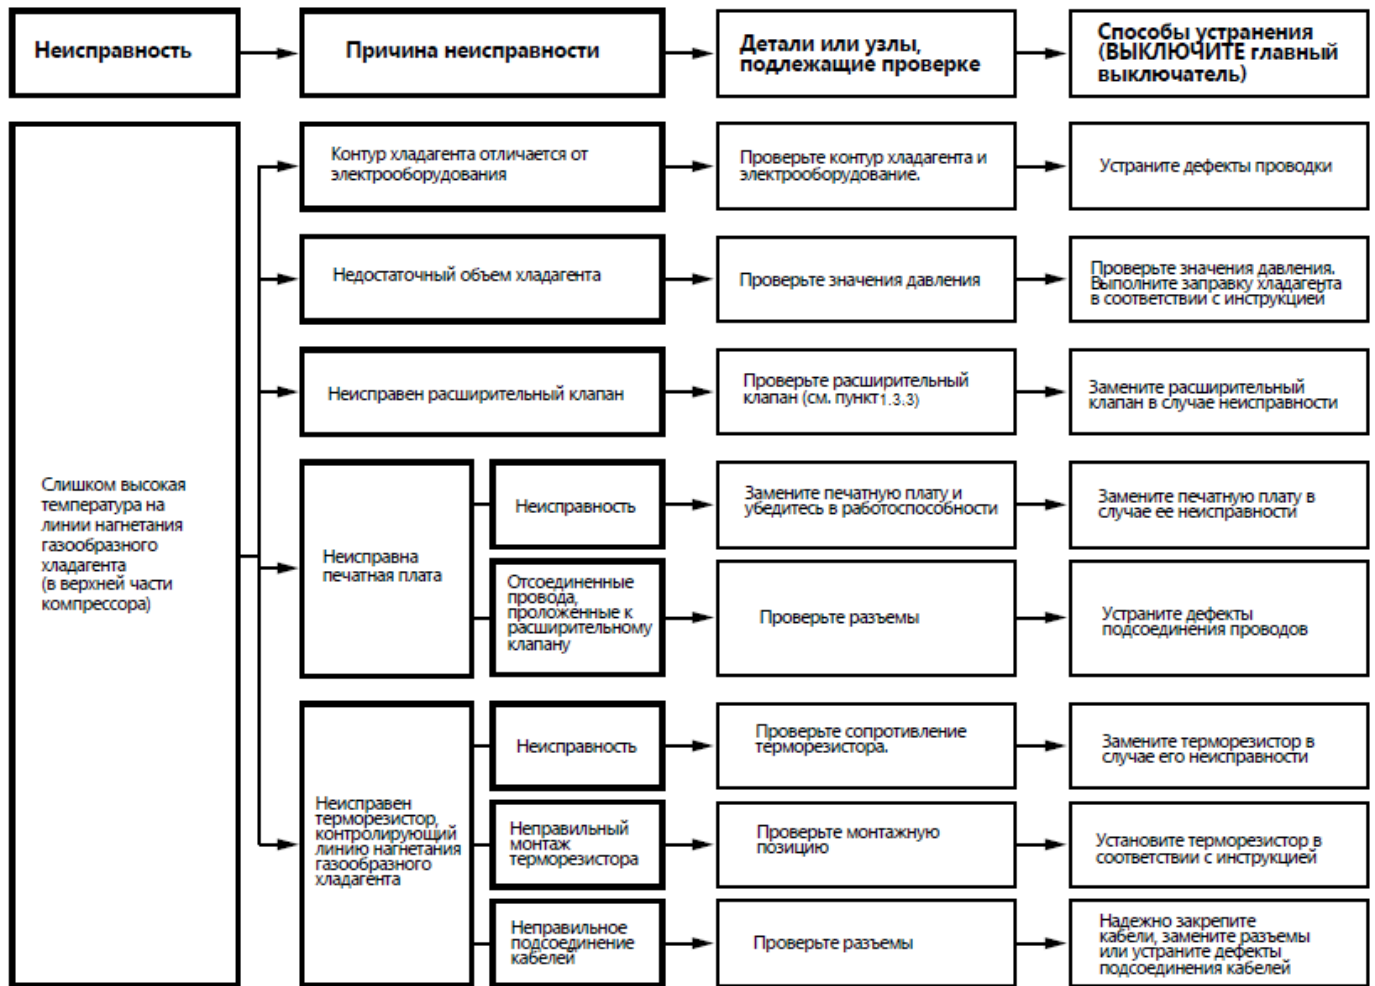 Неисправность
Причина неисправности
Детали или узлы,
подлежащие проверке
Способы устранения
(ВЫКЛЮЧИТЕ главный
выключатель)
Слишком высокая
температура на
линии нагнетания
газообразного
хладагента
(в верхней части
компрессора)
Контур хладагента отличается от
электрооборудования
Проверьте контур хладагента и
электрооборудование.
Устраните дефекты проводки
Недостаточный объем хладагента
Проверьте значения давления
Проверьте значения давления.
Выполните заправку хладагента
в соответствии с инструкцией
Неисправен расширительный клапан
Проверьте расширительный
клапан (см. пункт1.3.3)
Замените расширительный
клапан в случае неисправности
Неисправна
печатная плата
Неисправность
Замените печатную плату и
убедитесь в работоспособности
Замените печатную плату в
случае ее неисправности
Отсоединенные
провода,
проложенные к
расширительному
клапану
Проверьте разъемы
Устраните дефекты
подсоединения проводов
Неисправен
терморезистор,
контролирующий
линию нагнетания
газообразного
хладагента
Неисправность
Проверьте сопротивление
терморезистора.
Замените терморезистор в
случае его неисправности
Неправильный
монтаж
терморезистора
Проверьте монтажную
позицию
Установите терморезистор в
соответствии с инструкцией
Неправильное
подсоединение
кабелей
Проверьте разъемы
Надежно закрепите
кабели, замените разъемы
или устраните дефекты
подсоединения кабелей